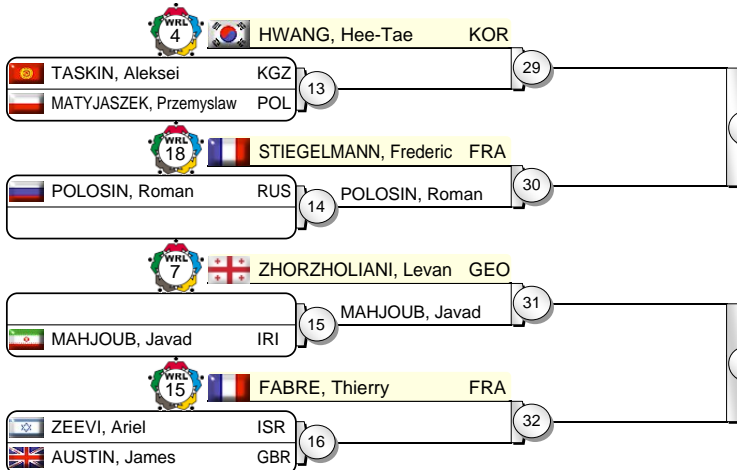 WRL 4 HWANG, Hee-Tae KOR
29
TASKIN, Aleksei KGZ
13
MATYJASZEK, Przemyslaw POL
WRL 18 STIEGELMANN, Frederic FRA
30
POLOSIN, Roman RUS
14 POLOSIN, Roman
WRL 7 ZHORZHOLIANI, Levan GEO
31
15 MAHJOUB, Javad
MAHJOUB, Javad IRI
WRL 15 FABRE, Thierry FRA
32
ZEEVI, Ariel ISR
16
AUSTIN, James GBR